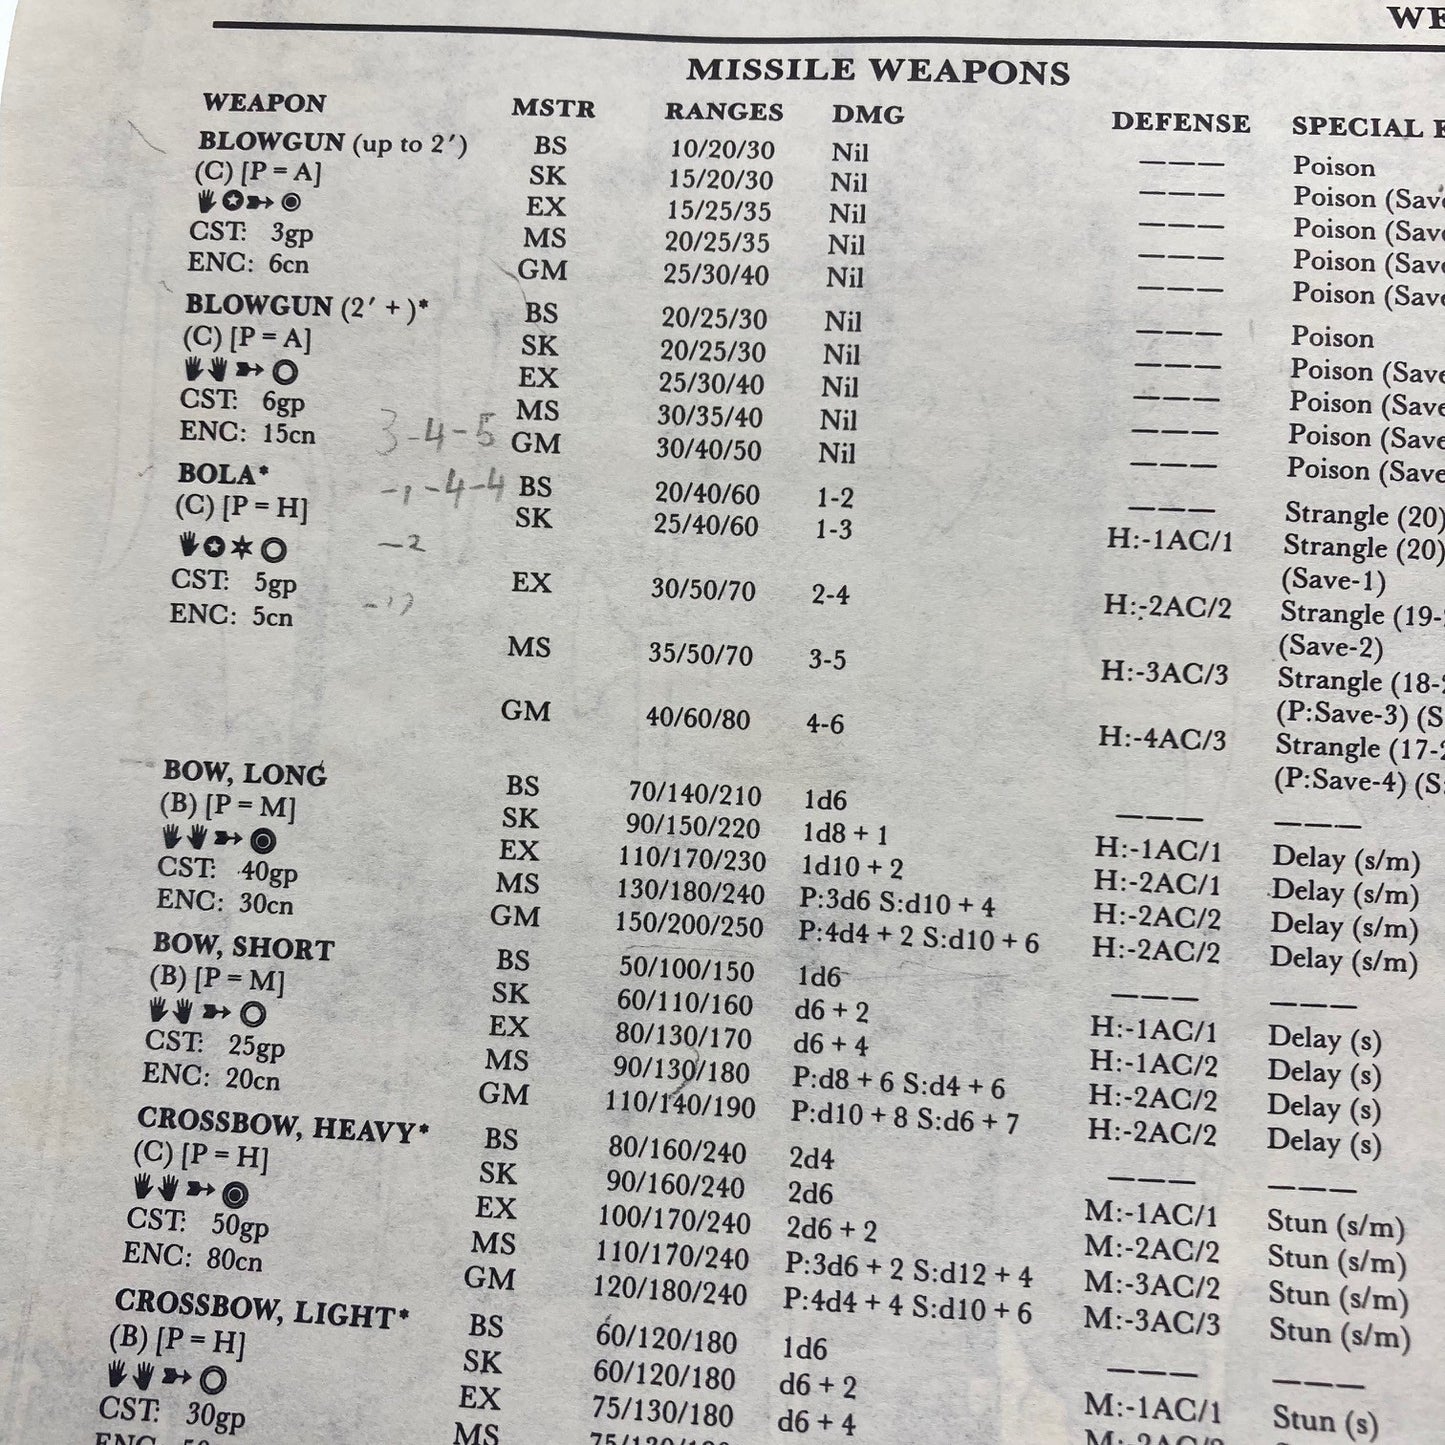 MISSILE WEAPONS
WEAPON MSTR RANGES DMG DEFENSE SPECIAL
BLOWGUN (up to 2′) BS 10/20/30 Nil ——— Poison
(C) [P = A] SK 15/20/30 Nil ——— Poison
EX 15/25/35 Nil ——— Poison
CST: 3gp MS 20/25/35 Nil ——— Poison
ENC: 6cn GM 25/30/40 Nil ——— Poison
BLOWGUN (2′ + )* BS 20/25/30 Nil ——— Poison
(C) [P = A] SK 20/25/30 Nil ——— Poison
EX 25/30/40 Nil ——— Poison
CST: 6gp MS 30/35/40 Nil ——— Poison
ENC: 15cn 3-4-5 GM 30/40/50 Nil ——— Poison
BOLA* -1-4-4 BS 20/40/60 1-2 ——— Strangle (20)
(C) [P = H] SK 25/40/60 1-3 H:-1AC/1 Strangle (20)
-2 (Save-1)
CST: 5gp EX 30/50/70 2-4 H:-2AC/2 Strangle
ENC: 5cn (Save-2)
MS 35/50/70 3-5 H:-3AC/3 Strangle
(P:Save-3)
GM 40/60/80 4-6 H:-4AC/3 Strangle
(P:Save-4)
BOW, LONG BS 70/140/210 1d6 ——— ———
(B) [P = M] SK 90/150/220 1d8 + 1 H:-1AC/1 Delay (s/m)
EX 110/170/230 1d10 + 2 H:-2AC/1 Delay (s/m)
CST: 40gp MS 130/180/240 P:3d6 S:d10 + 4 H:-2AC/2 Delay (s/m)
ENC: 30cn GM 150/200/250 P:4d4 + 2 S:d10 + 6 H:-2AC/2 Delay (s/m)
BOW, SHORT BS 50/100/150 1d6 ——— ———
(B) [P = M] SK 60/110/160 d6 + 2 H:-1AC/1 Delay (s)
EX 80/130/170 d6 + 4 H:-1AC/2 Delay (s)
CST: 25gp MS 90/130/180 P:d8 + 6 S:d4 + 6 H:-2AC/2 Delay (s)
ENC: 20cn GM 110/140/190 P:d10 + 8 S:d6 + 7 H:-2AC/2 Delay (s)
CROSSBOW, HEAVY* BS 80/160/240 2d4 ——— ———
(C) [P = H] SK 90/160/240 2d6 M:-1AC/1 Stun (s/m)
EX 100/170/240 2d6 + 2 M:-2AC/2 Stun (s/m)
CST: 50gp MS 110/170/240 P:3d6 + 2 S:d12 + 4 M:-3AC/2 Stun (s/m)
ENC: 80cn GM 120/180/240 P:4d4 + 4 S:d10 + 6 M:-3AC/3 Stun (s/m)
CROSSBOW, LIGHT* BS 60/120/180 1d6 ——— ———
(B) [P = H] SK 60/120/180 d6 + 2 M:-1AC/1 Stun (s)
EX 75/130/180 d6 + 4
CST: 30gp MS